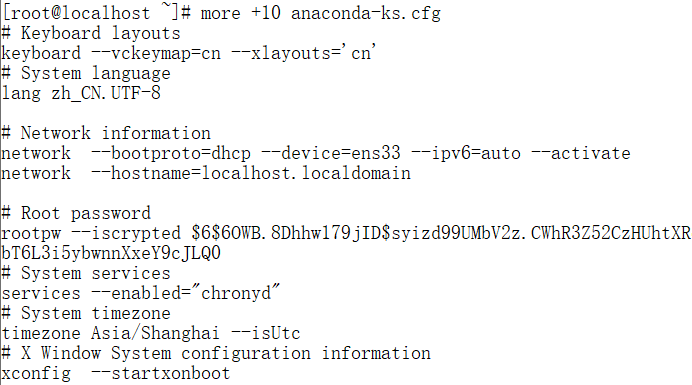 [root@localhost ~]# more +10 anaconda-ks.cfg
# Keyboard layouts
keyboard --vckeymap=cn --xlayouts='cn'
# System language
lang zh_CN.UTF-8
# Network information
network  --bootproto=dhcp --device=ens33 --ipv6=auto --activate
network  --hostname=localhost.localdomain
# Root password
rootpw --iscrypted $6$6OWB.8Dhhwl79jID$syizd99UMbV2z.CWhR3Z52CzHUhtXR
bT6L3i5ybwnnXxeY9cJLQ0
# System services
services --enabled="chronyd"
# System timezone
timezone Asia/Shanghai --isUtc
# X Window System configuration information
xconfig  --startxonboot